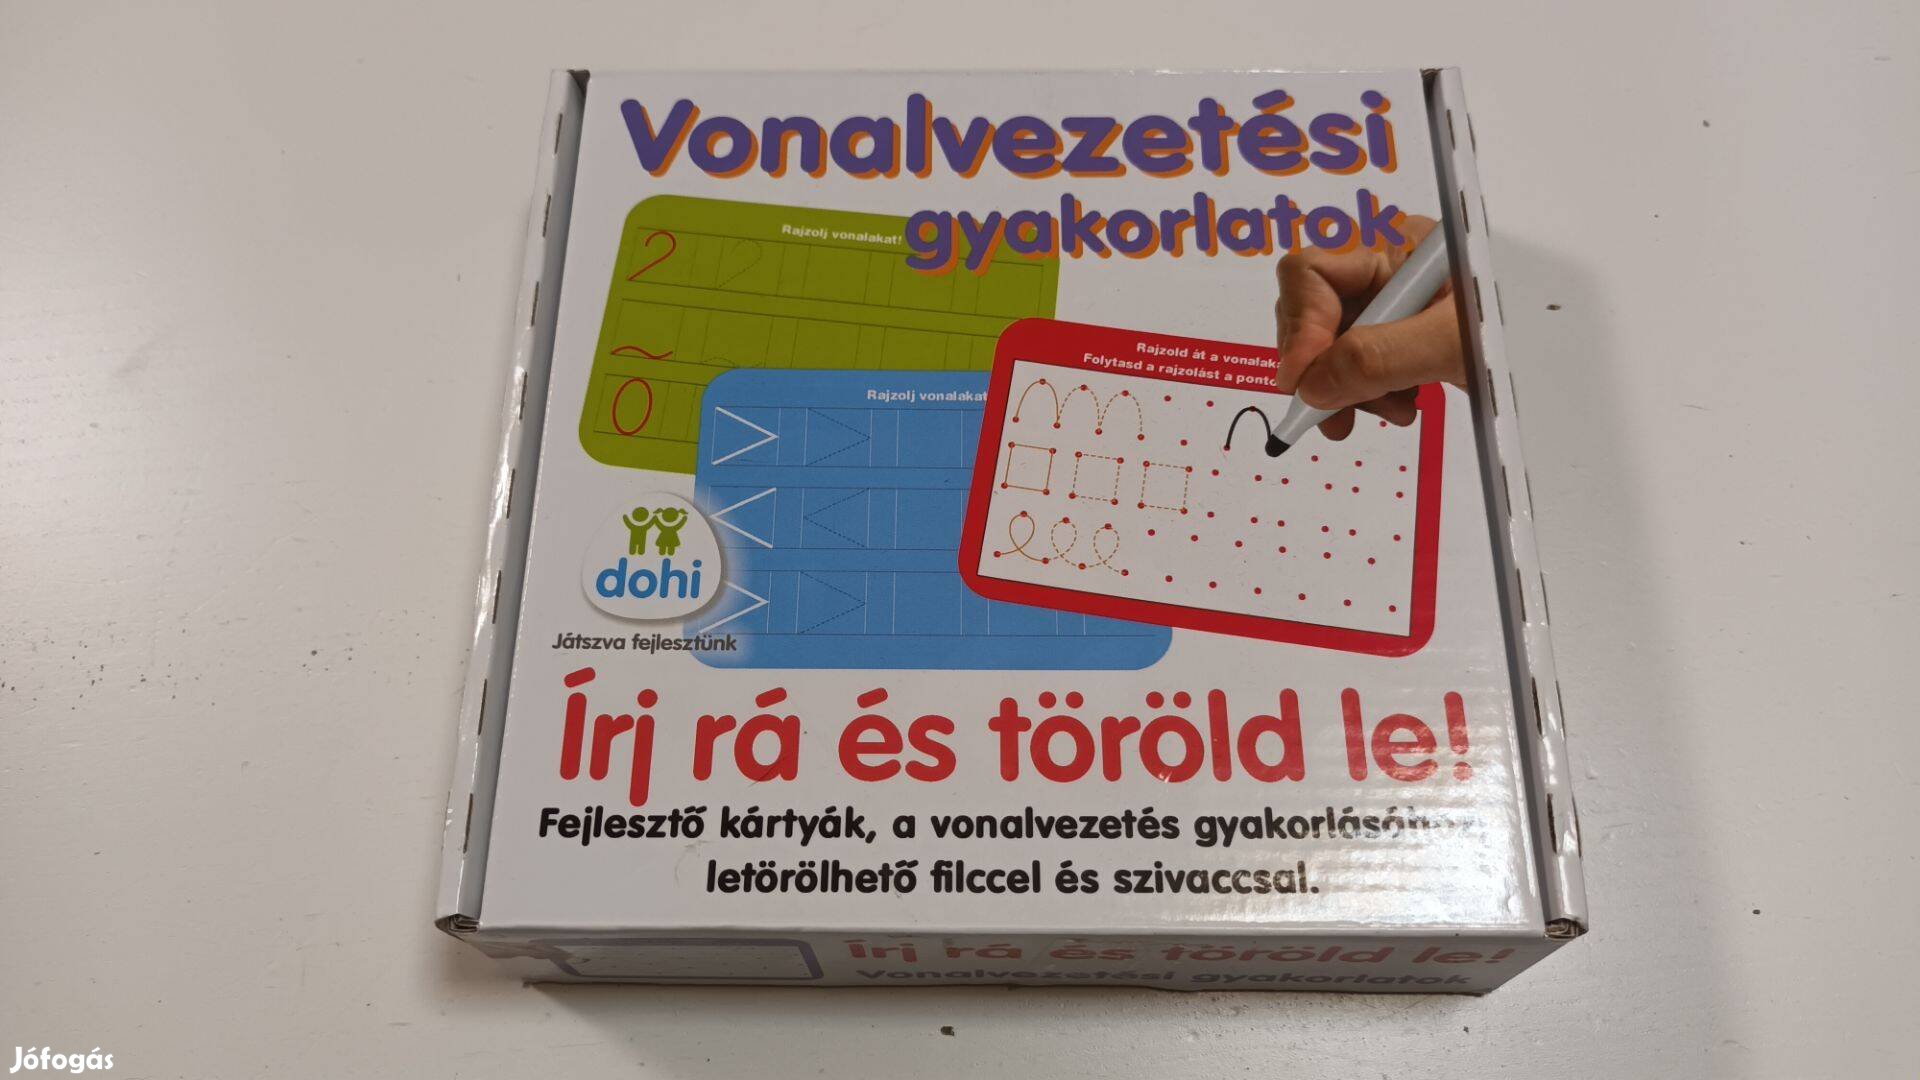 Vonalvezetési
gyakorlatok
Rajzolj vonalakat!
Rajzolj vonalakat
Rajzold át a vonalaka
Folytasd a rajzolást a ponto
dohi
Játszva fejlesztünk
Írj rá és töröld le!
Fejlesztő kártyák, a vonalvezetés gyakorlásához,
letörölhető filccel és szivaccsal.
Írj rá és töröld le!
Vonalvezetési gyakorlatok
Jófogás